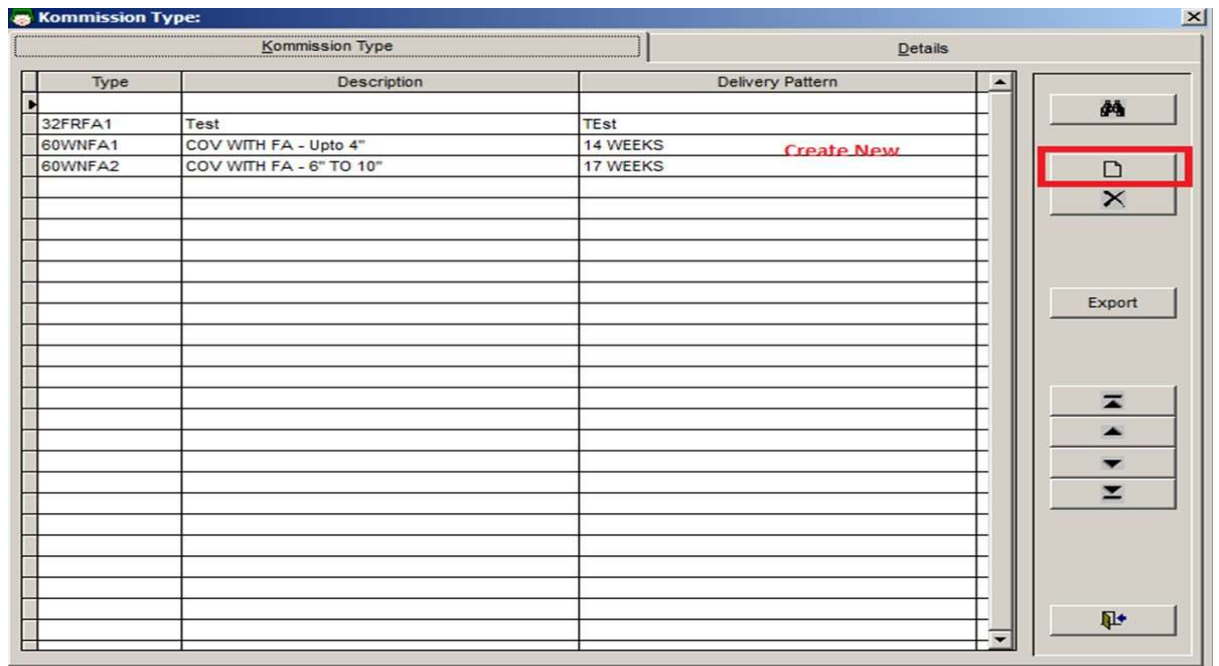 Kommission Type:
Kommission Type Details
Type Description Delivery Pattern
32FRFA1 Test TEst
60WNFA1 COV WITH FA - Upto 4" 14 WEEKS
Create New
60WNFA2 COV WITH FA - 6" TO 10" 17 WEEKS
Export